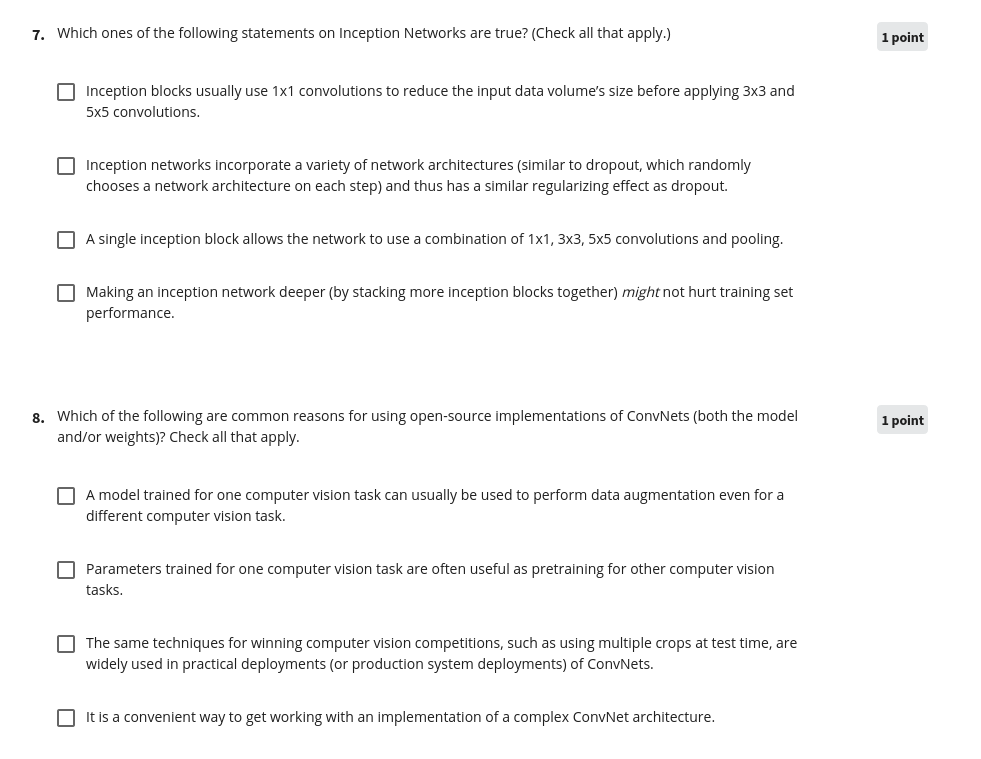 7. Which ones of the following statements on Inception Networks are true? (Check all that apply.) 1 point
Inception blocks usually use 1x1 convolutions to reduce the input data volume’s size before applying 3x3 and
5x5 convolutions.
Inception networks incorporate a variety of network architectures (similar to dropout, which randomly
chooses a network architecture on each step) and thus has a similar regularizing effect as dropout.
A single inception block allows the network to use a combination of 1x1, 3x3, 5x5 convolutions and pooling.
Making an inception network deeper (by stacking more inception blocks together) might not hurt training set
performance.
8. Which of the following are common reasons for using open-source implementations of ConvNets (both the model 1 point
and/or weights)? Check all that apply.
A model trained for one computer vision task can usually be used to perform data augmentation even for a
different computer vision task.
Parameters trained for one computer vision task are often useful as pretraining for other computer vision
tasks.
The same techniques for winning computer vision competitions, such as using multiple crops at test time, are
widely used in practical deployments (or production system deployments) of ConvNets.
It is a convenient way to get working with an implementation of a complex ConvNet architecture.